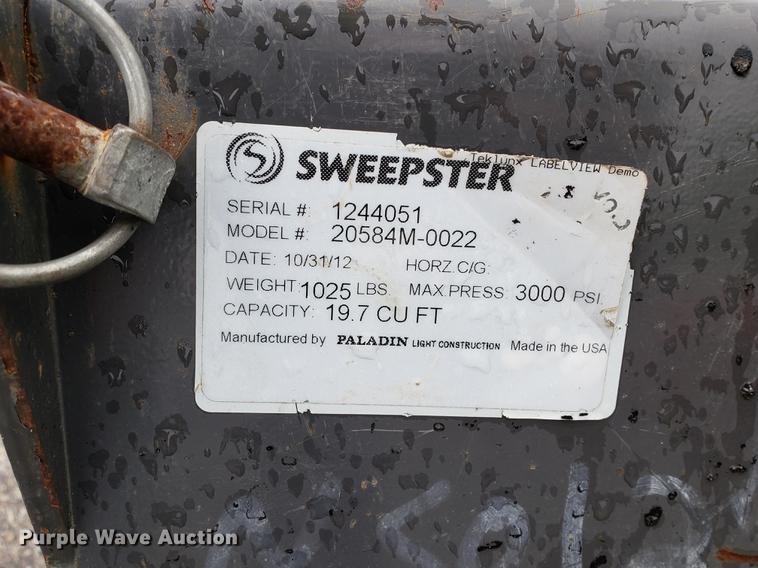 Teklynx LABELVIEW Demo
SWEEPSTER
SERIAL #: 1244051
MODEL #: 20584M-0022
DATE: 10/31/12 HORZ.C/G:
WEIGHT: 1025 LBS. MAX.PRESS: 3000 PSI.
CAPACITY: 19.7 CU FT
Manufactured by PALADIN LIGHT CONSTRUCTION Made in the USA
Purple Wave Auction